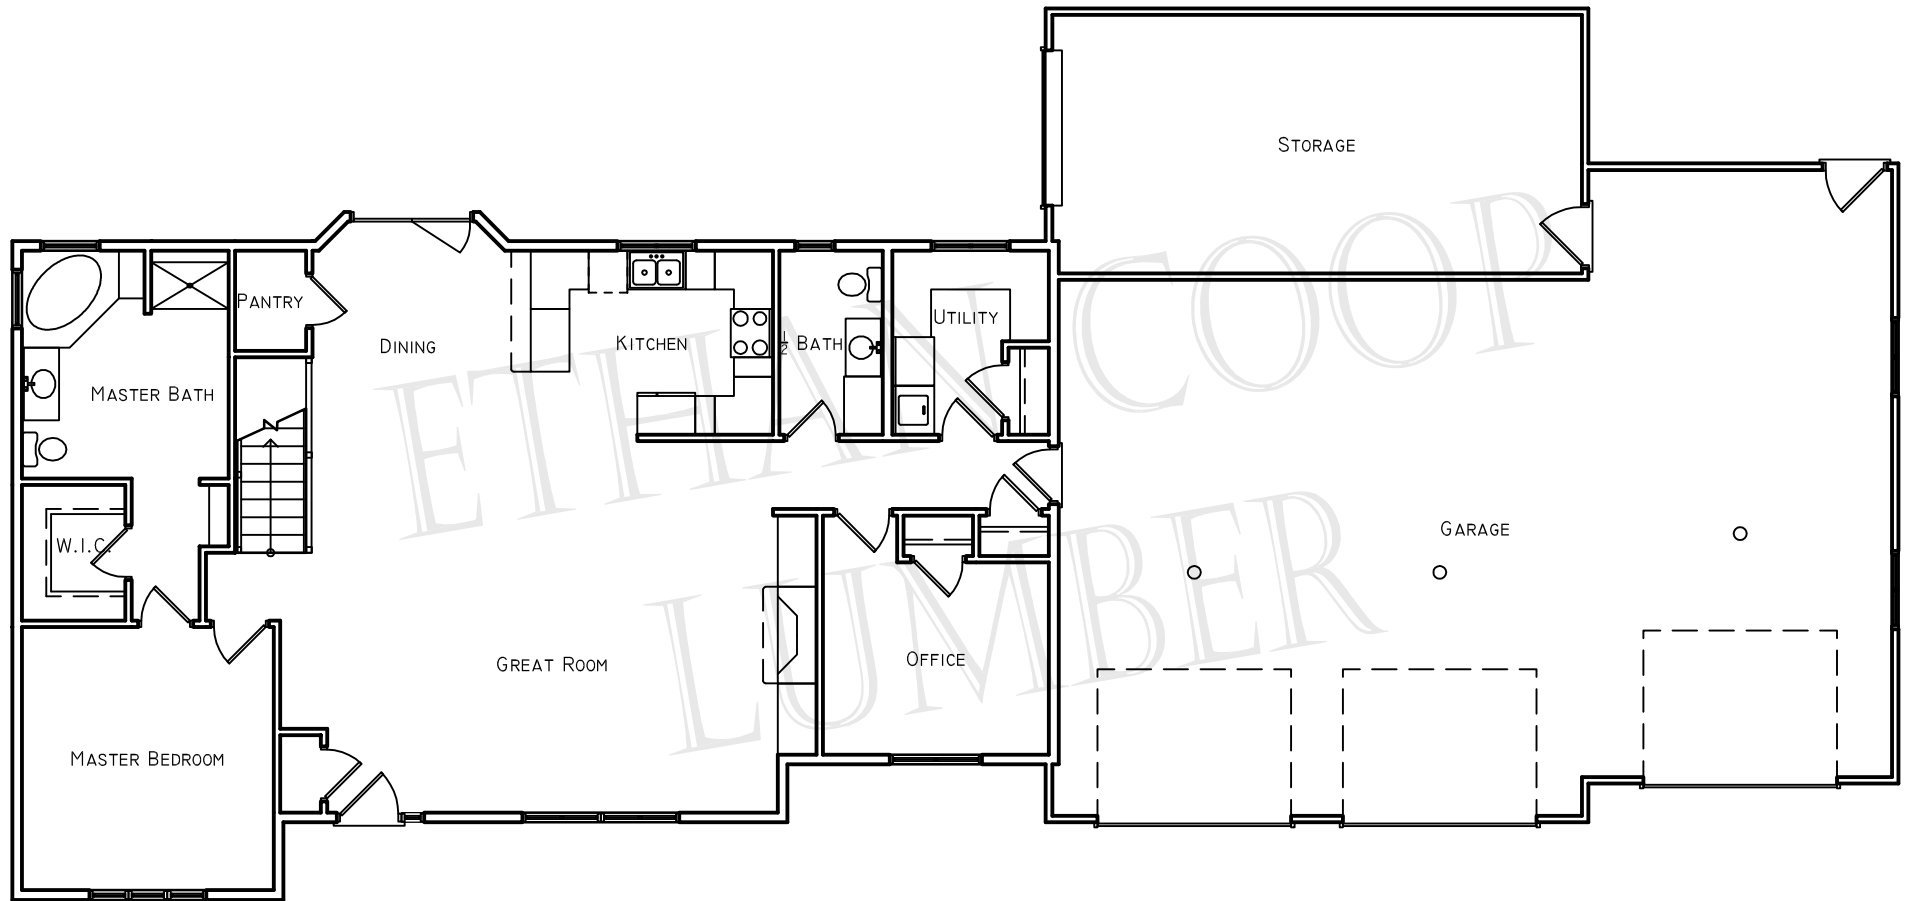 STORAGE
PANTRY
UTILITY
DINING
KITCHEN
½ BATH
MASTER BATH
W.I.C.
GARAGE
OFFICE
GREAT ROOM
MASTER BEDROOM
ETHAN COOP
LUMBER